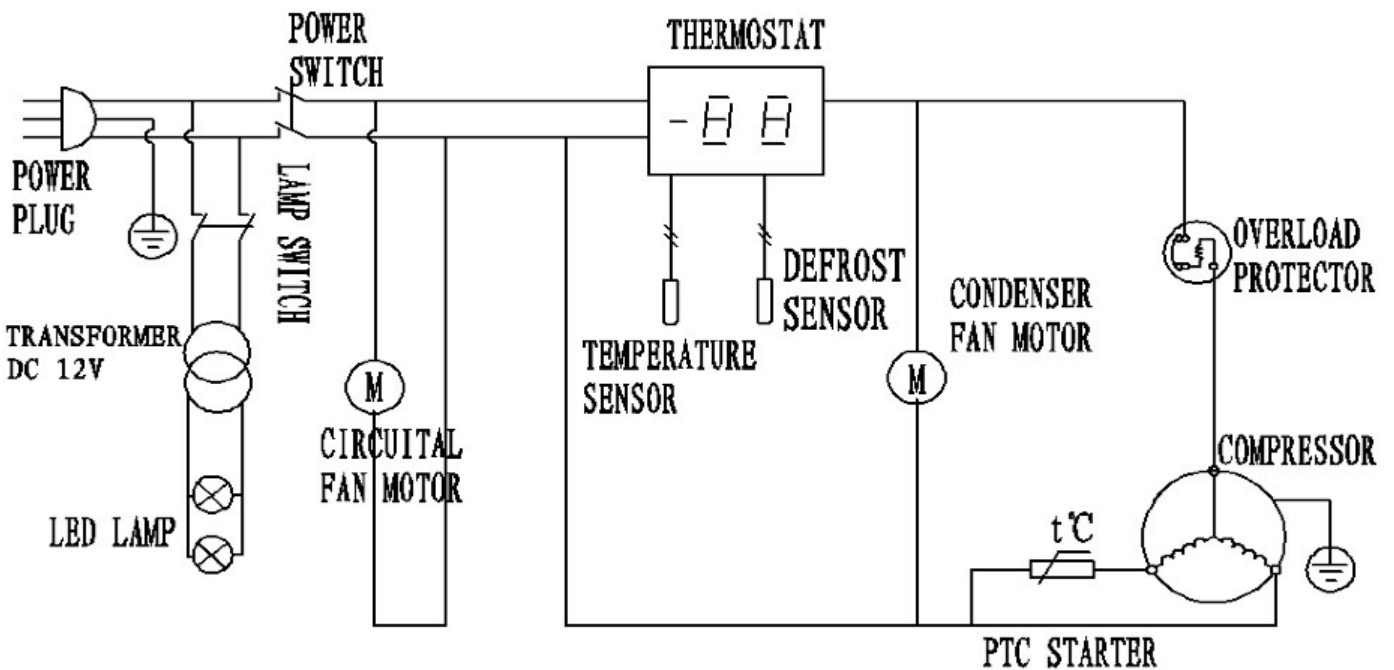 POWER
SWITCH
THERMOSTAT
-88
POWER
PLUG
LAMP SWITCH
DEFROST
SENSOR
OVERLOAD
PROTECTOR
CONDENSER
FAN MOTOR
TRANSFORMER
DC 12V
TEMPERATURE
SENSOR
M
M
CIRCUITAL
FAN MOTOR
COMPRESSOR
LED LAMP
t℃
PTC STARTER